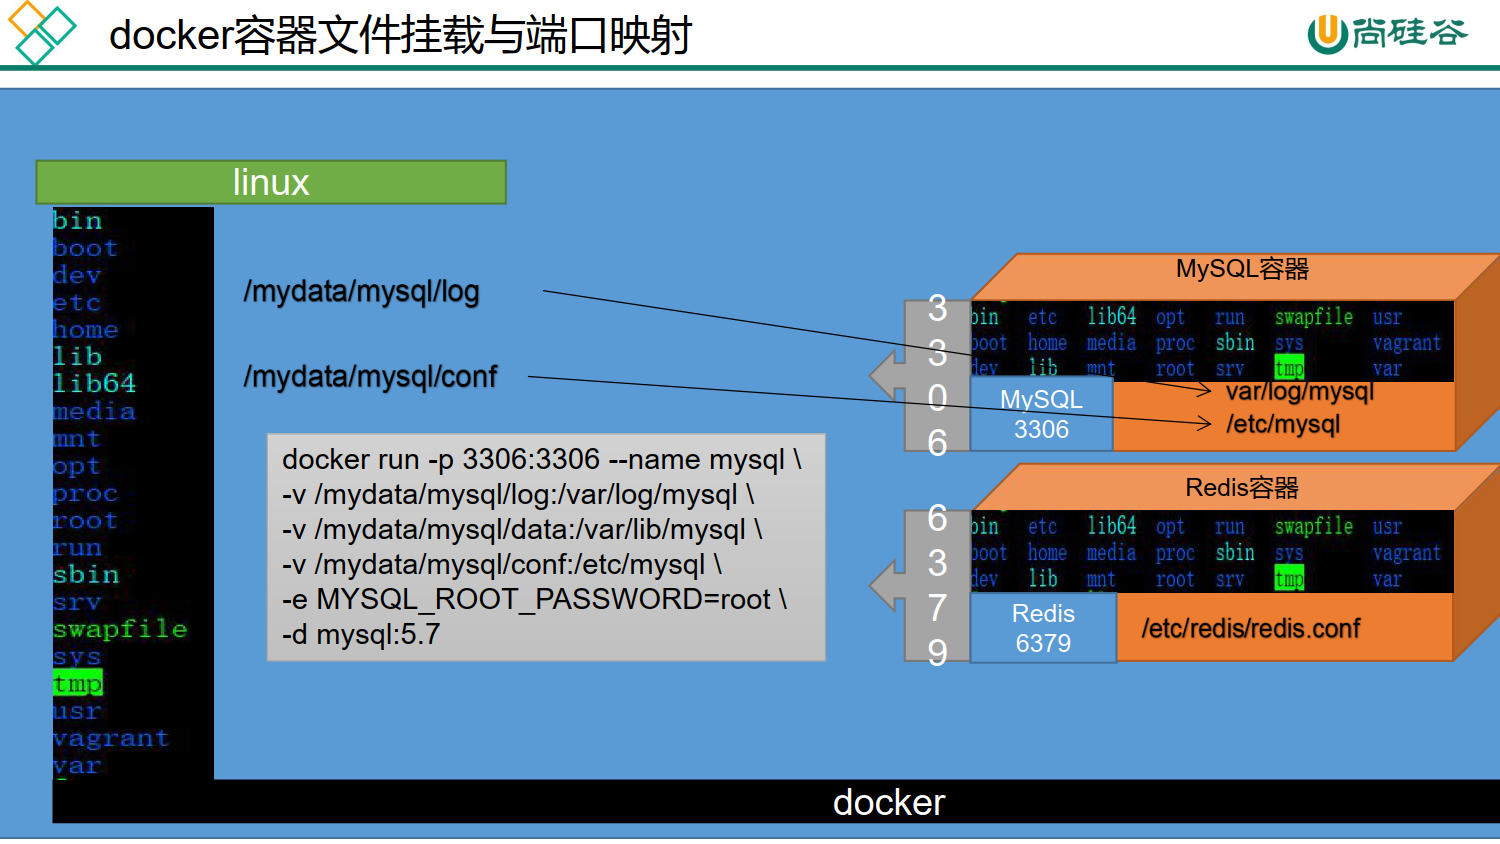 docker容器文件挂载与端口映射
尚硅谷
linux
bin
boot
dev
etc
home
lib
lib64
media
mnt
opt
proc
root
run
sbin
srv
swapfile
sys
tmp
usr
vagrant
var
/mydata/mysql/log
/mydata/mysql/conf
docker run -p 3306:3306 --name mysql \
-v /mydata/mysql/log:/var/log/mysql \
-v /mydata/mysql/data:/var/lib/mysql \
-v /mydata/mysql/conf:/etc/mysql \
-e MYSQL_ROOT_PASSWORD=root \
-d mysql:5.7
MySQL容器
3
3
0
6
bin etc lib64 opt run swapfile usr
boot home media proc sbin sys vagrant
dev lib mnt root srv tmp var
MySQL
3306
var/log/mysql
/etc/mysql
Redis容器
6
3
7
9
bin etc lib64 opt run swapfile usr
boot home media proc sbin sys vagrant
dev lib mnt root srv tmp var
Redis
6379
/etc/redis/redis.conf
docker